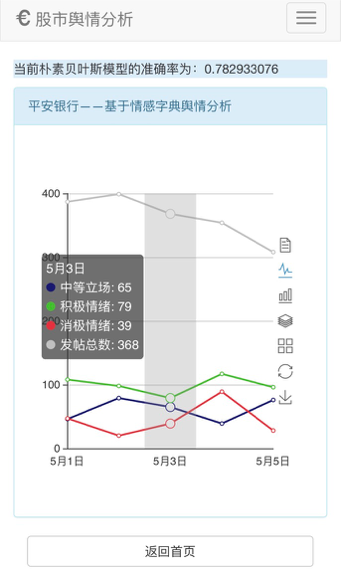 € 股市舆情分析
当前朴素贝叶斯模型的准确率为：0.782933076
平安银行——基于情感字典舆情分析
400
300
200
100
0
5月3日
中等立场: 65
积极情绪: 79
消极情绪: 39
发帖总数: 368
5月1日 5月3日 5月5日
返回首页